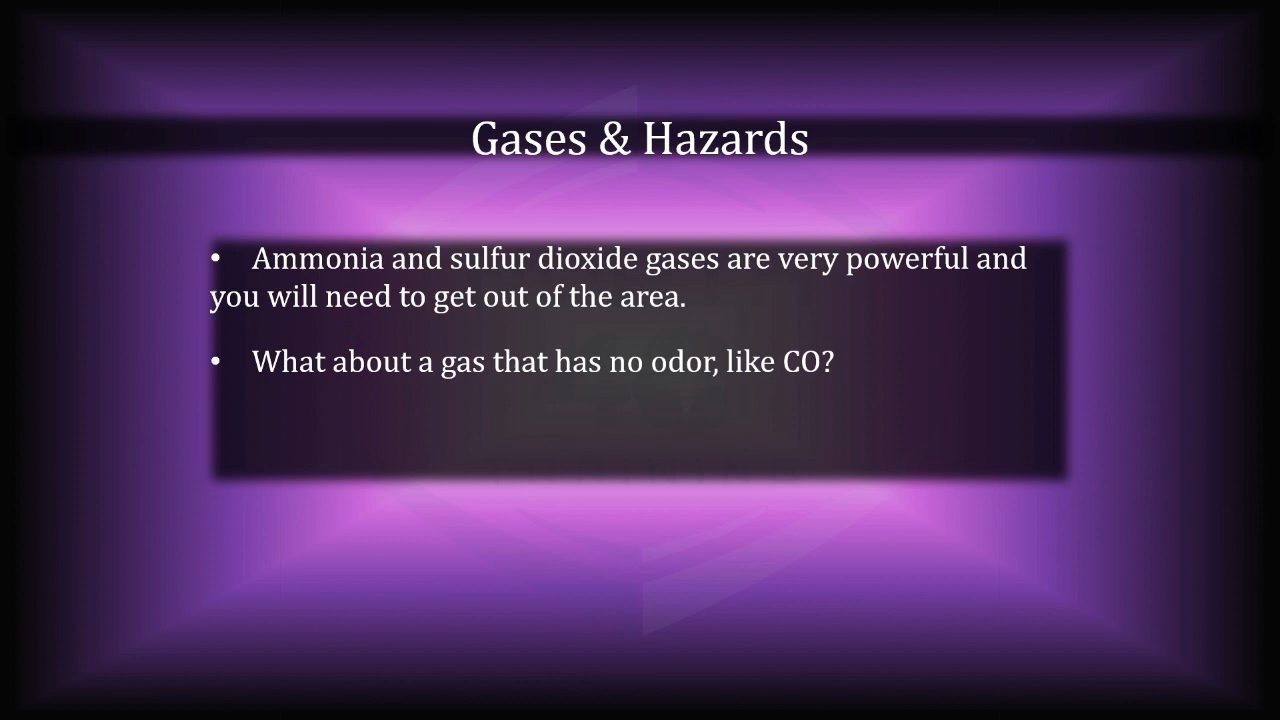 Gases & Hazards
• Ammonia and sulfur dioxide gases are very powerful and
you will need to get out of the area.
• What about a gas that has no odor, like CO?